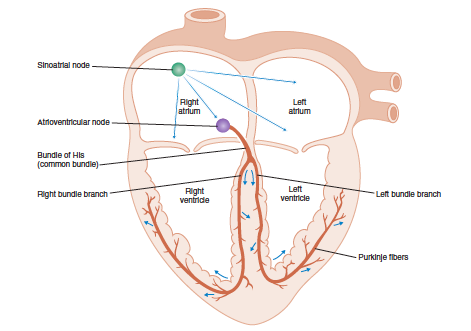 Sinoatrial node
Right
atrium
Left
atrium
Atrioventricular node
Bundle of His
(common bundle)
Right bundle branch
Right
ventricle
Left
ventricle
Left bundle branch
Purkinje fibers